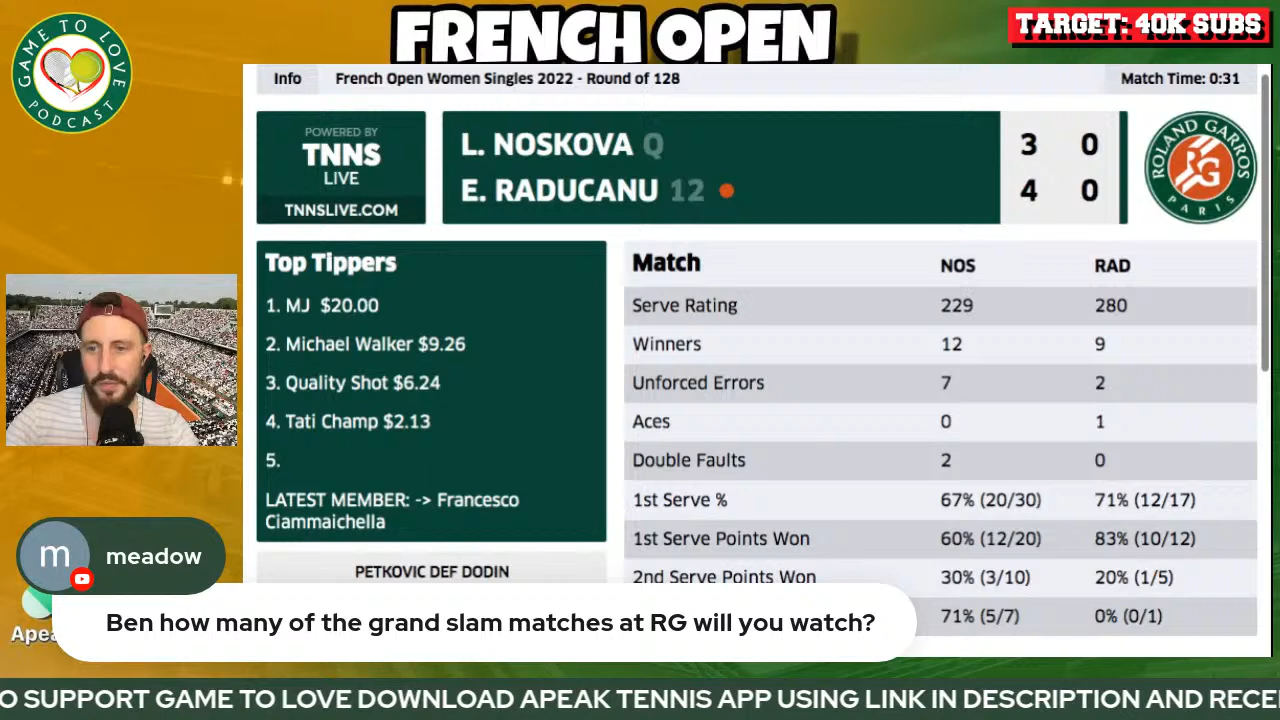 GAME TO LOVE PODCAST
FRENCH OPEN
TARGET: 40K SUBS
Info French Open Women Singles 2022 - Round of 128 Match Time: 0:31
POWERED BY
TNNS
LIVE
TNNSLIVE.COM
L. NOSKOVA Q 3 0
E. RADUCANU 12 4 0
ROLAND GARROS
RG
PARIS
Top Tippers
1. MJ $20.00
2. Michael Walker $9.26
3. Quality Shot $6.24
4. Tati Champ $2.13
5.
LATEST MEMBER: -> Francesco
Ciammaichella
PETKOVIC DEF DODIN
Match NOS RAD
Serve Rating 229 280
Winners 12 9
Unforced Errors 7 2
Aces 0 1
Double Faults 2 0
1st Serve % 67% (20/30) 71% (12/17)
1st Serve Points Won 60% (12/20) 83% (10/12)
2nd Serve Points Won 30% (3/10) 20% (1/5)
71% (5/7) 0% (0/1)
m meadow
Ben how many of the grand slam matches at RG will you watch?
O SUPPORT GAME TO LOVE DOWNLOAD APEAK TENNIS APP USING LINK IN DESCRIPTION AND RECE